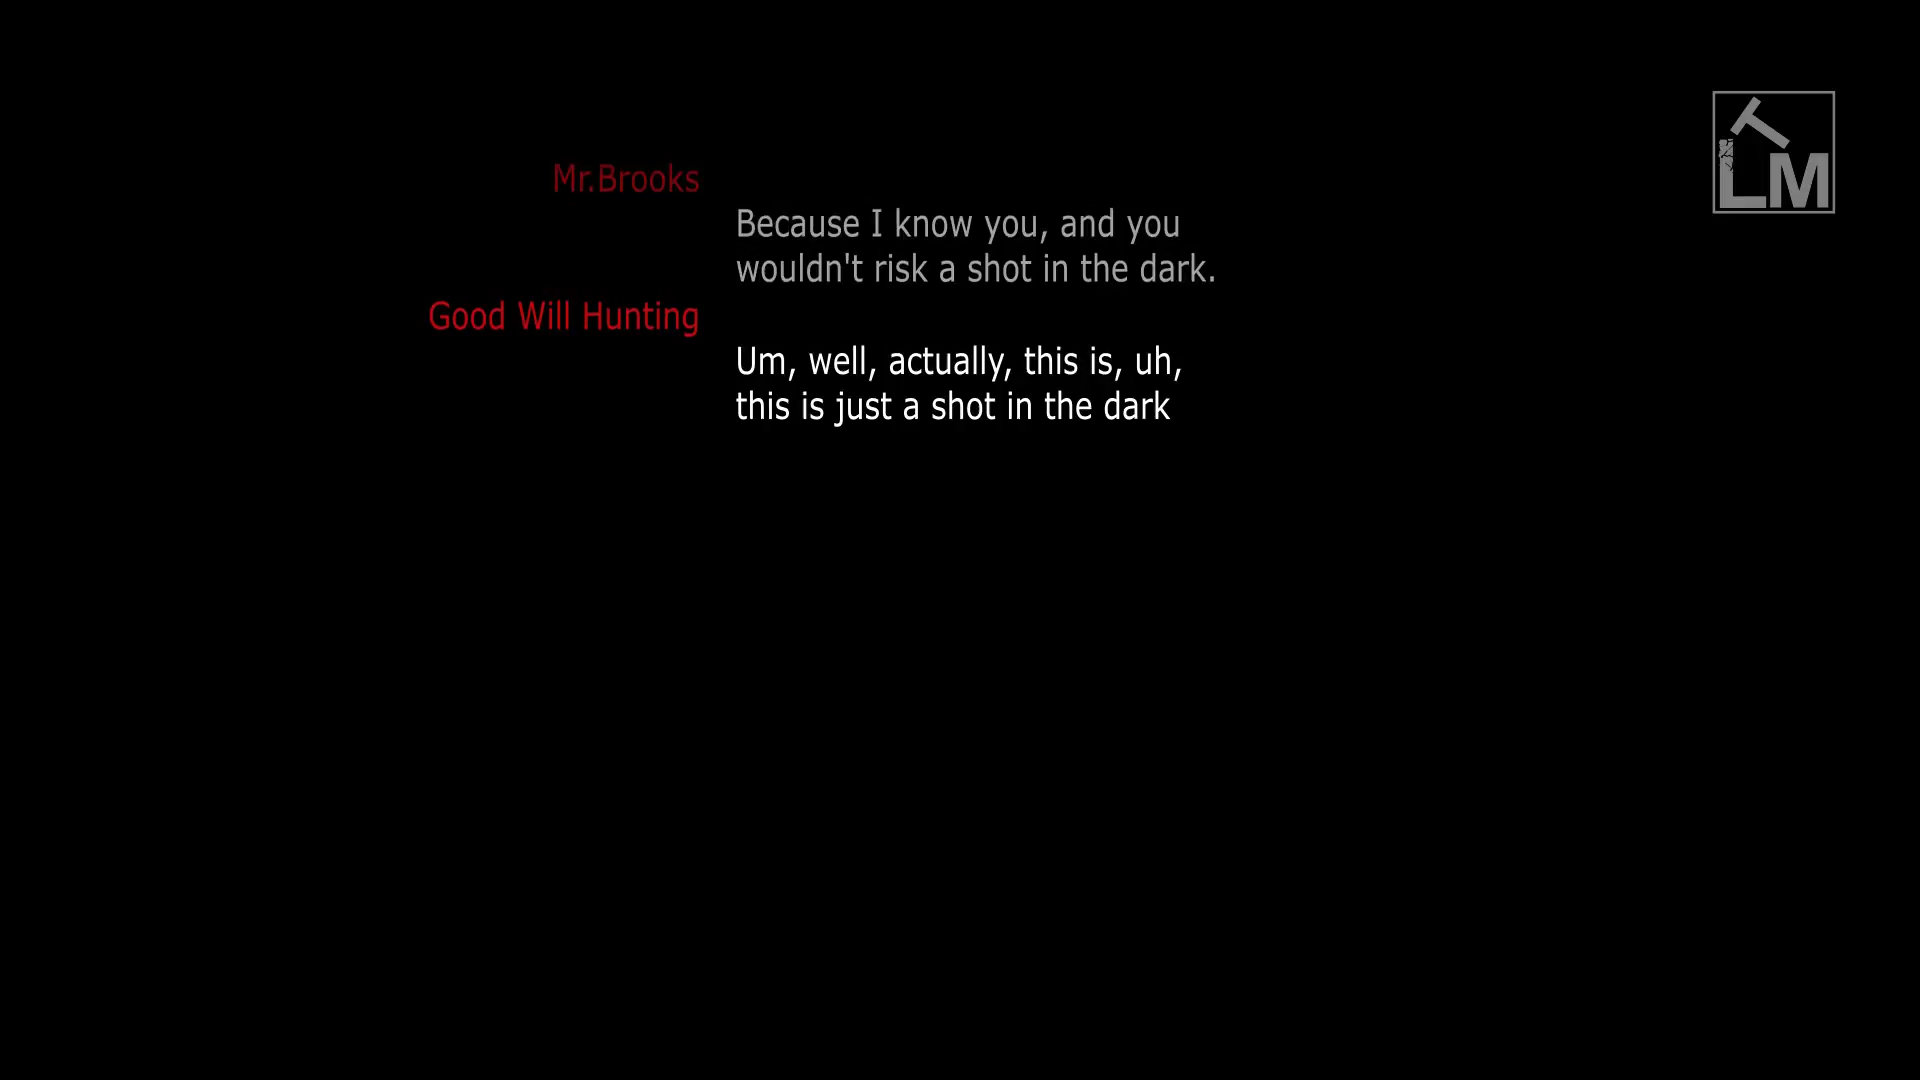 Mr.Brooks
Because I know you, and you
wouldn't risk a shot in the dark.
Good Will Hunting
Um, well, actually, this is, uh,
this is just a shot in the dark
TLM